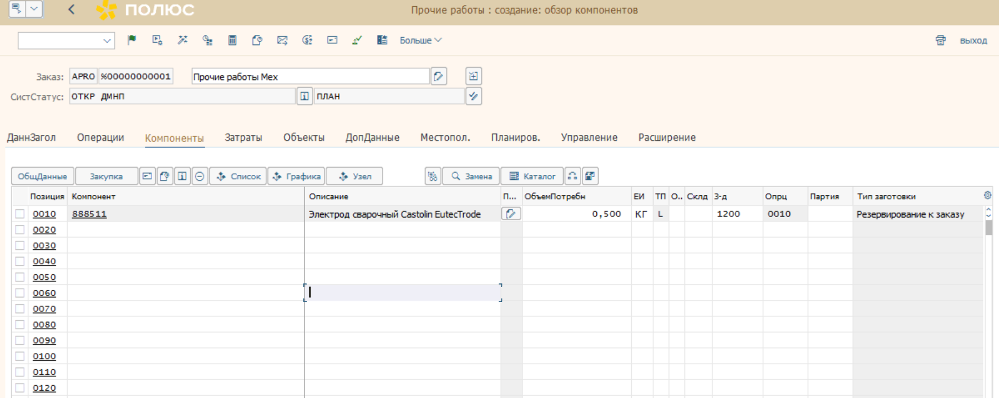 ПОЛЮС
Прочие работы : создание: обзор компонентов
Больше
выход
Заказ: APRO %00000000001 Прочие работы Мех
СистСтатус: ОТКР ДМНП ПЛАН
ДаннЗагол Операции Компоненты Затраты Объекты ДопДанные Местопол. Планиров. Управление Расширение
ОбщДанные Закупка Список Графика Узел Замена Каталог
Позиция Компонент Описание П... ОбъемПотребн ЕИ ТП О.. Склд З-д Опрц Партия Тип заготовки
0010 888511 Электрод сварочный Castolin EutecTrode 0,500 КГ L 1200 0010 Резервирование к заказу
0020
0030
0040
0050
0060
0070
0080
0090
0100
0110
0120